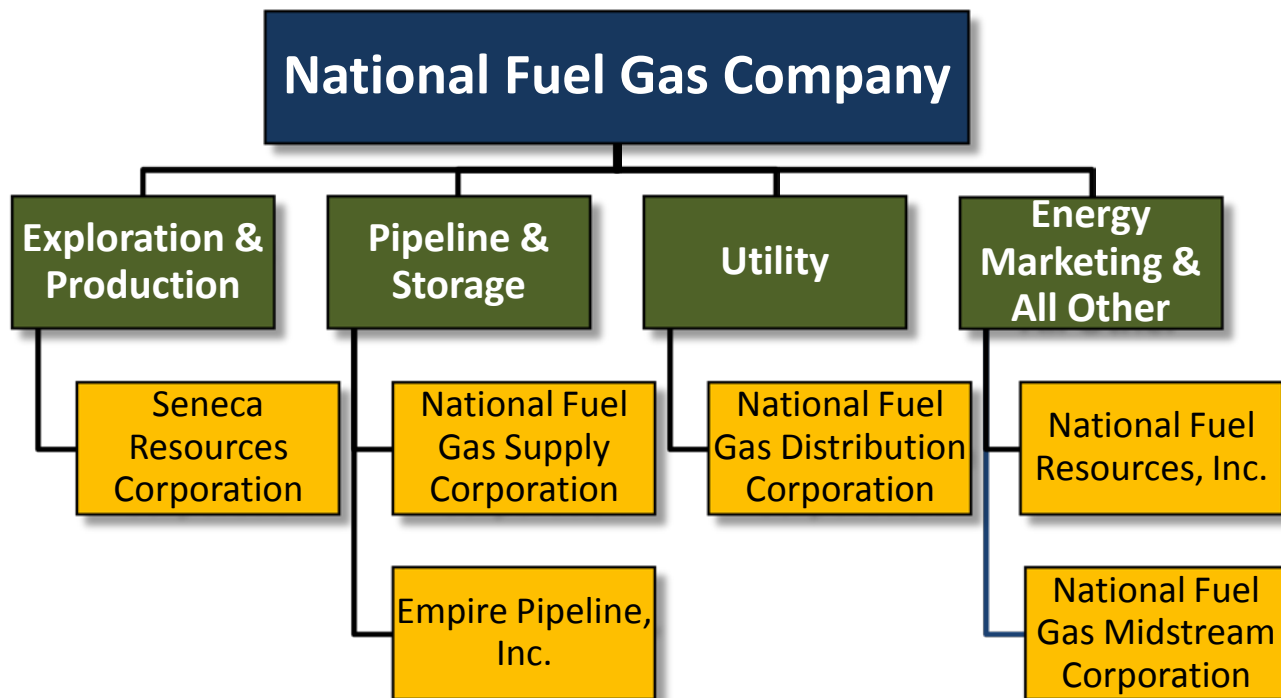 National Fuel Gas Company
Exploration &
Production
Pipeline &
Storage
Utility
Energy
Marketing &
All Other
Seneca
Resources
Corporation
National Fuel
Gas Supply
Corporation
National Fuel
Gas Distribution
Corporation
National Fuel
Resources, Inc.
Empire Pipeline,
Inc.
National Fuel
Gas Midstream
Corporation